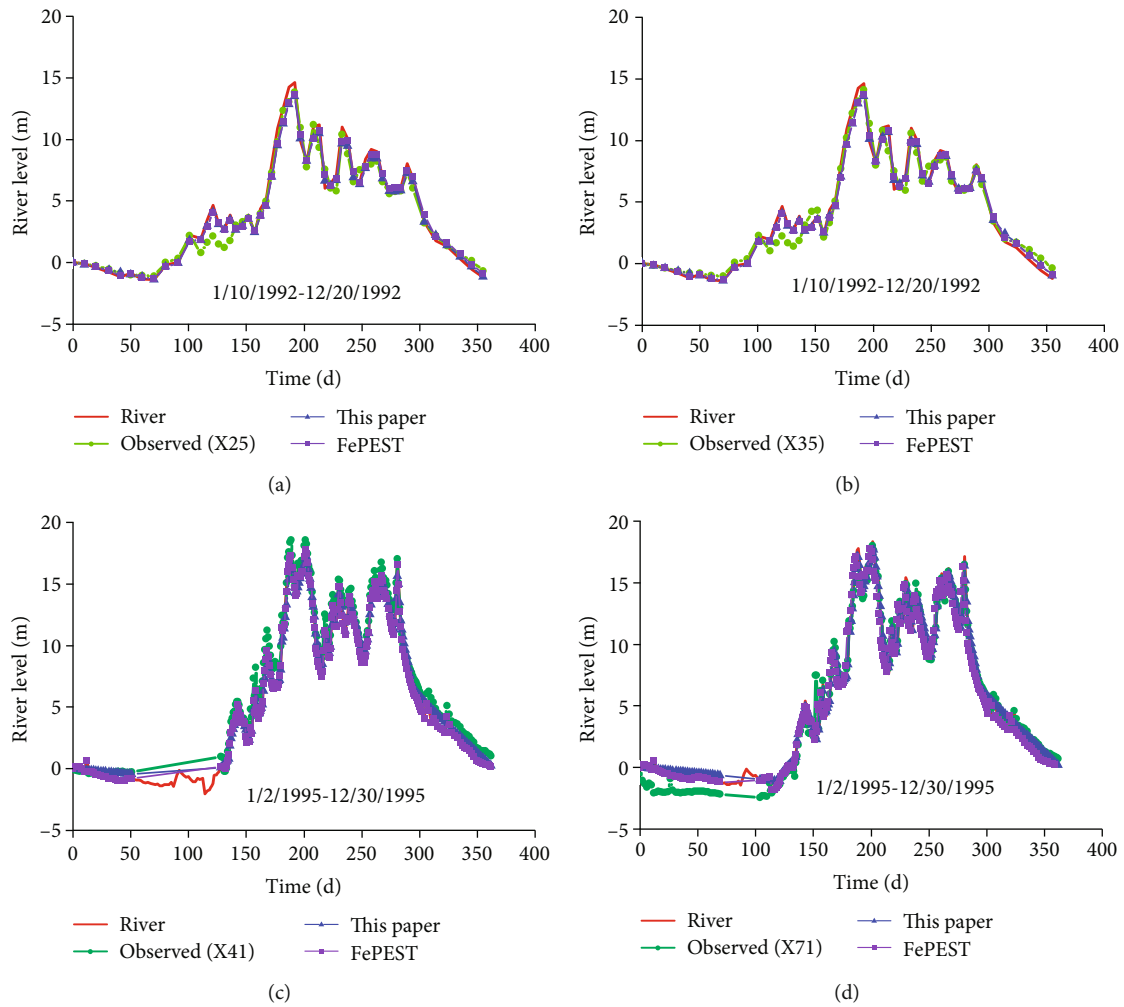 20
15
10
5
0
−5
River level (m)
0 50 100 150 200 250 300 350 400
Time (d)
1/10/1992-12/20/1992
River
Observed (X25)
This paper
FePEST
(a)
20
15
10
5
0
−5
River level (m)
0 50 100 150 200 250 300 350 400
Time (d)
1/10/1992-12/20/1992
River
Observed (X35)
This paper
FePEST
(b)
20
15
10
5
0
−5
River level (m)
0 50 100 150 200 250 300 350 400
Time (d)
1/2/1995-12/30/1995
River
Observed (X41)
This paper
FePEST
(c)
20
15
10
5
0
−5
River level (m)
0 50 100 150 200 250 300 350 400
Time (d)
1/2/1995-12/30/1995
River
Observed (X71)
This paper
FePEST
(d)